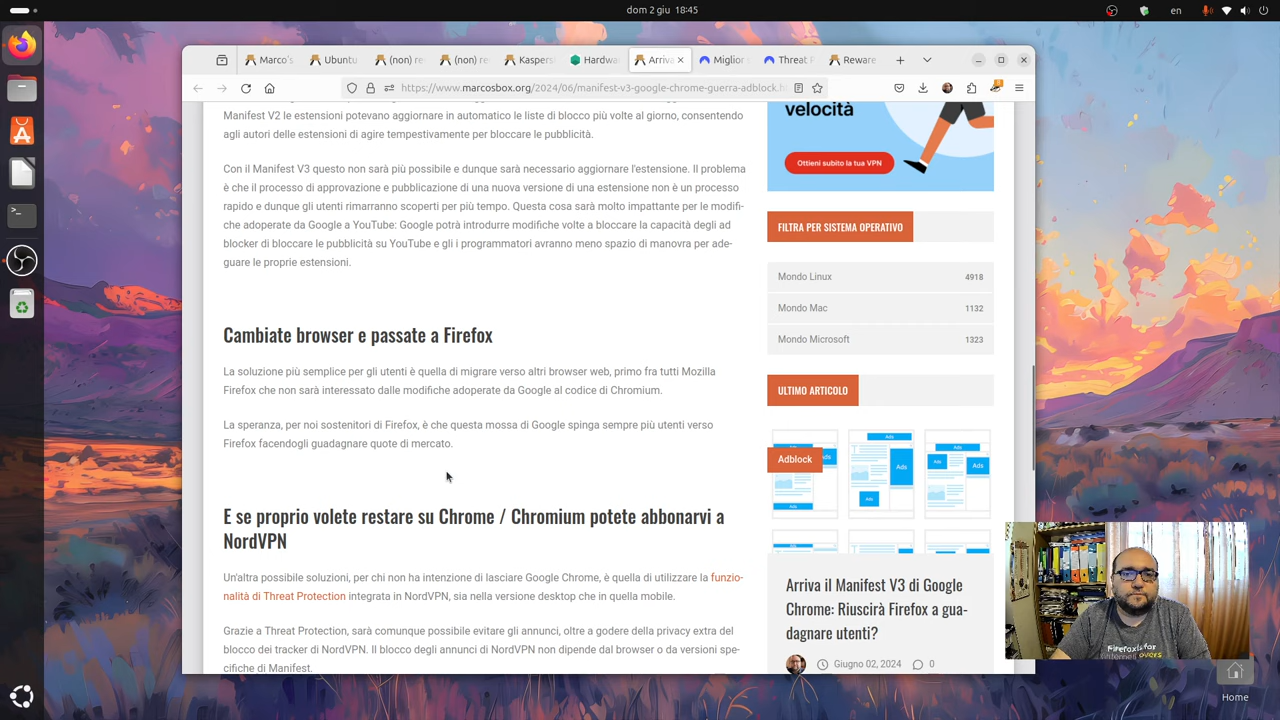 dom 2 giu 18:45
en
Marco's
Ubuntu
(non) re
(non) re
Kaspers
Hardwa
Arriva
Miglior
Threat P
Reware
https://www.marcosbox.org/2024/06/manifest-v3-google-chrome-guerra-adblock.h
Manifest V2 le estensioni potevano aggiornare in automatico le liste di blocco più volte al giorno, consentendo
agli autori delle estensioni di agire tempestivamente per bloccare le pubblicità.
Con il Manifest V3 questo non sarà più possibile e dunque sarà necessario aggiornare l'estensione. Il problema
è che il processo di approvazione e pubblicazione di una nuova versione di una estensione non è un processo
rapido e dunque gli utenti rimarranno scoperti per più tempo. Questa cosa sarà molto impattante per le modifi-
che adoperate da Google a YouTube: Google potrà introdurre modifiche volte a bloccare la capacità degli ad
blocker di bloccare le pubblicità su YouTube e gli i programmatori avranno meno spazio di manovra per ade-
guare le proprie estensioni.
Cambiate browser e passate a Firefox
La soluzione più semplice per gli utenti è quella di migrare verso altri browser web, primo fra tutti Mozilla
Firefox che non sarà interessato dalle modifiche adoperate da Google al codice di Chromium.
La speranza, per noi sostenitori di Firefox, è che questa mossa di Google spinga sempre più utenti verso
Firefox facendogli guadagnare quote di mercato.
E se proprio volete restare su Chrome / Chromium potete abbonarvi a
NordVPN
Un'altra possibile soluzioni, per chi non ha intenzione di lasciare Google Chrome, è quella di utilizzare la funzio-
nalità di Threat Protection integrata in NordVPN, sia nella versione desktop che in quella mobile.
Grazie a Threat Protection, sarà comunque possibile evitare gli annunci, oltre a godere della privacy extra del
blocco dei tracker di NordVPN. Il blocco degli annunci di NordVPN non dipende dal browser o da versioni spe-
cifiche di Manifest.
velocità
Ottieni subito la tua VPN
FILTRA PER SISTEMA OPERATIVO
Mondo Linux 4918
Mondo Mac 1132
Mondo Microsoft 1323
ULTIMO ARTICOLO
Ads
Ads
Ads
Ads
Ads
Ads
Ads
Adblock
Arriva il Manifest V3 di Google
Chrome: Riuscirà Firefox a gua-
dagnare utenti?
Giugno 02, 2024 0
Firefox is for
lovers
Home